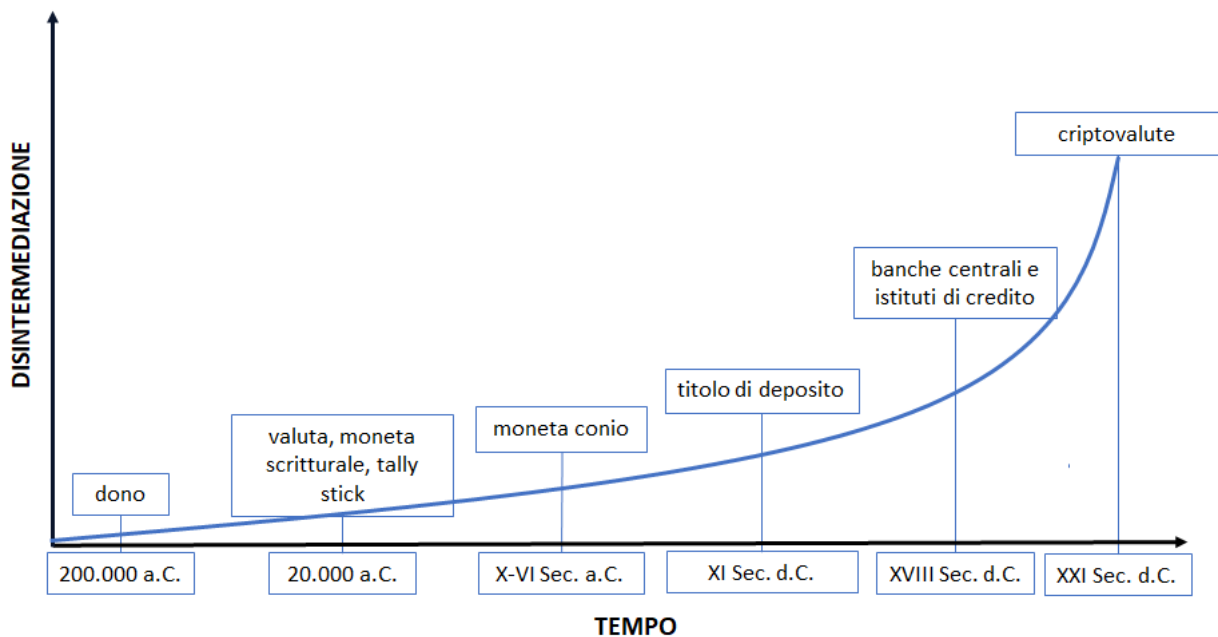 DISINTERMEDIAZIONE
criptovalute
banche centrali e
istituti di credito
titolo di deposito
moneta conio
valuta, moneta
scritturale, tally
stick
dono
200.000 a.C.
20.000 a.C.
X-VI Sec. a.C.
XI Sec. d.C.
XVIII Sec. d.C.
XXI Sec. d.C.
TEMPO